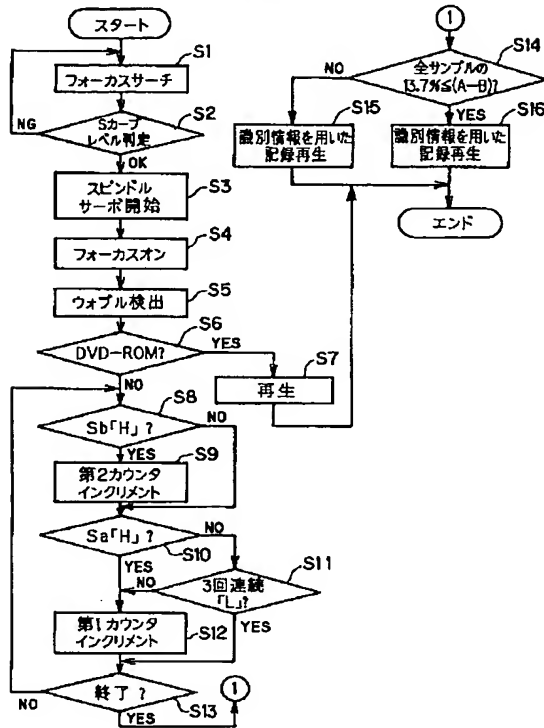 スタート
S1
フォーカスサーチ
S2
Sカーブ
レベル判定
NG
OK
S3
スピンドル
サーボ開始
S4
フォーカスオン
S5
ウォブル検出
S6
DVD-ROM?
YES
S7
再生
NO
S8
Sb「H」?
NO
YES
S9
第2カウンタ
インクリメント
Sa「H」?
NO
S10
YES
S11
3回連続
「L」?
NO
YES
第1カウンタ
インクリメント
S12
終了?
NO
S13
YES
1
1
S14
全サンプルの
13.7%≦(A-B)?
NO
YES
S15
識別情報を用いた
記録再生
S16
識別情報を用いた
記録再生
エンド